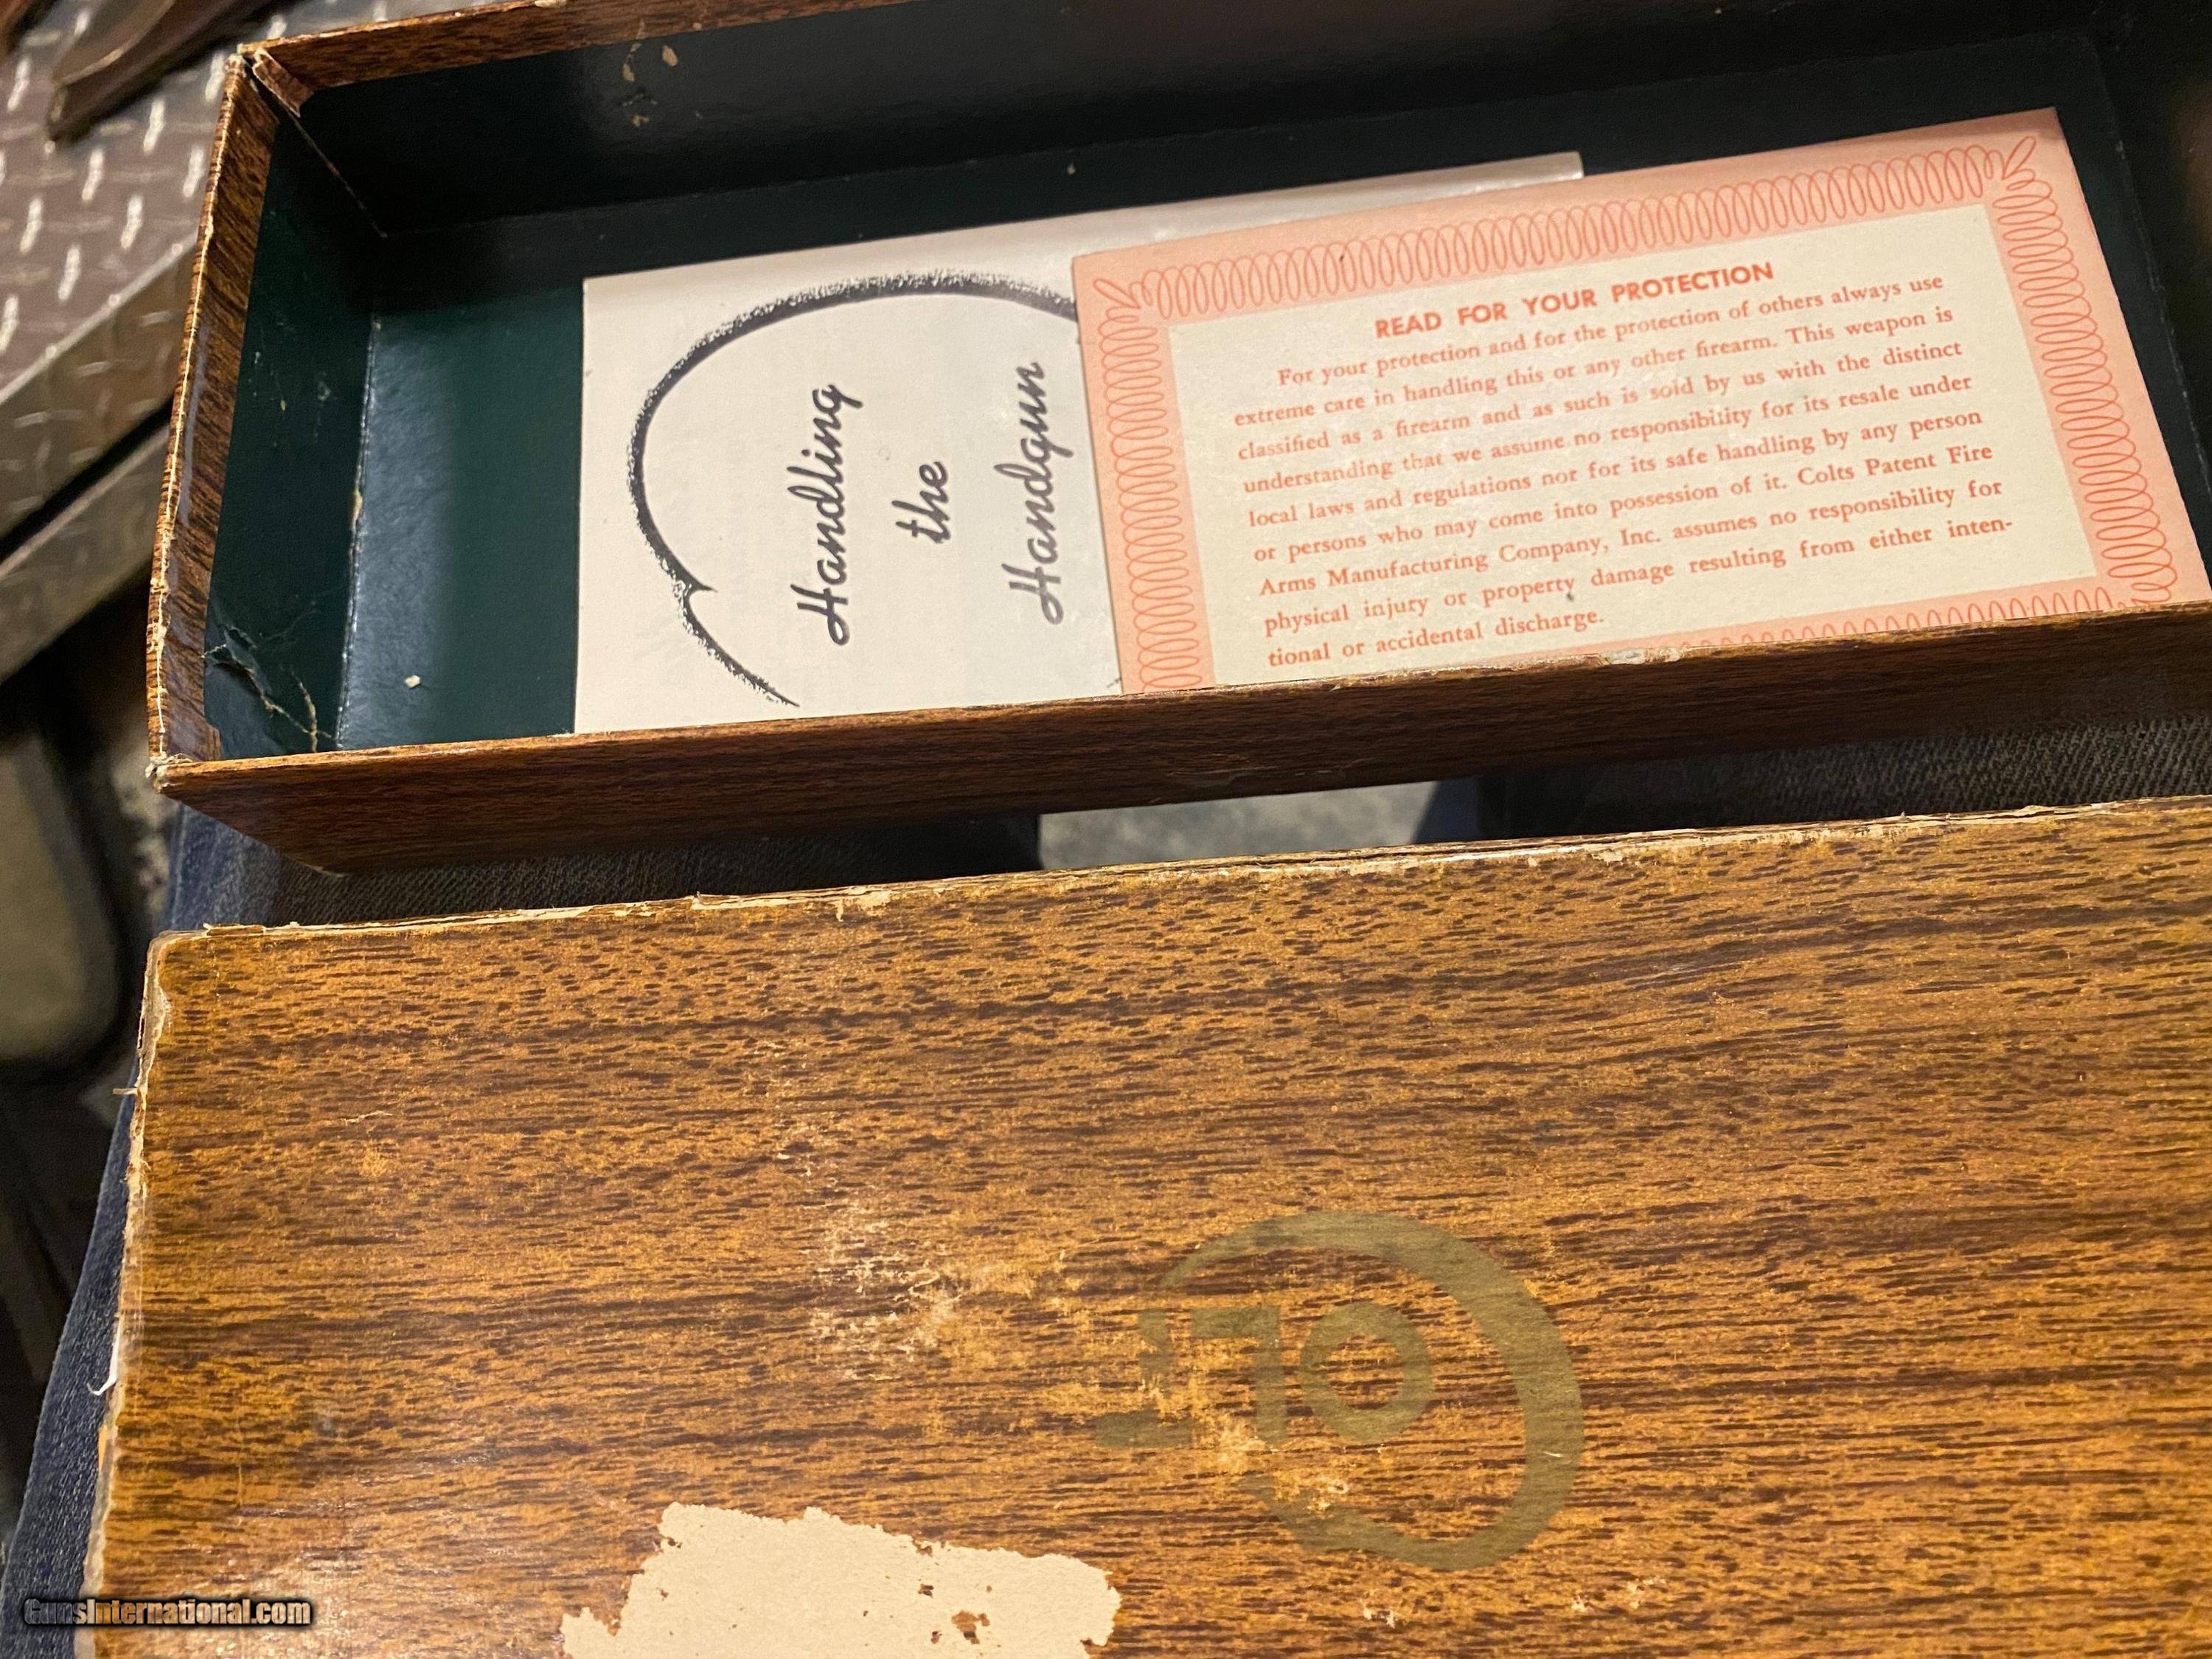 Handling
the
Handgun
READ FOR YOUR PROTECTION
For your protection and for the protection of others always use
extreme care in handling this or any other firearm. This weapon is
classified as a firearm and as such is sold by us with the distinct
understanding that we assume no responsibility for its resale under
local laws and regulations nor for its safe handling by any person
or persons who may come into possession of it. Colts Patent Fire
Arms Manufacturing Company, Inc. assumes no responsibility for
physical injury or property damage resulting from either inten-
tional or accidental discharge.
COLT
GunsInternational.com